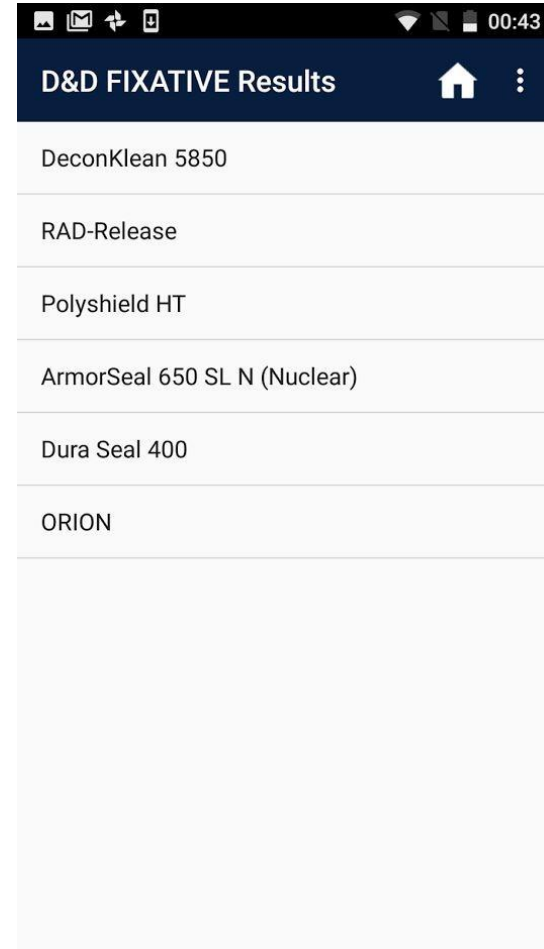 00:43
D&D FIXATIVE Results
DeconKlean 5850
RAD-Release
Polyshield HT
ArmorSeal 650 SL N (Nuclear)
Dura Seal 400
ORION